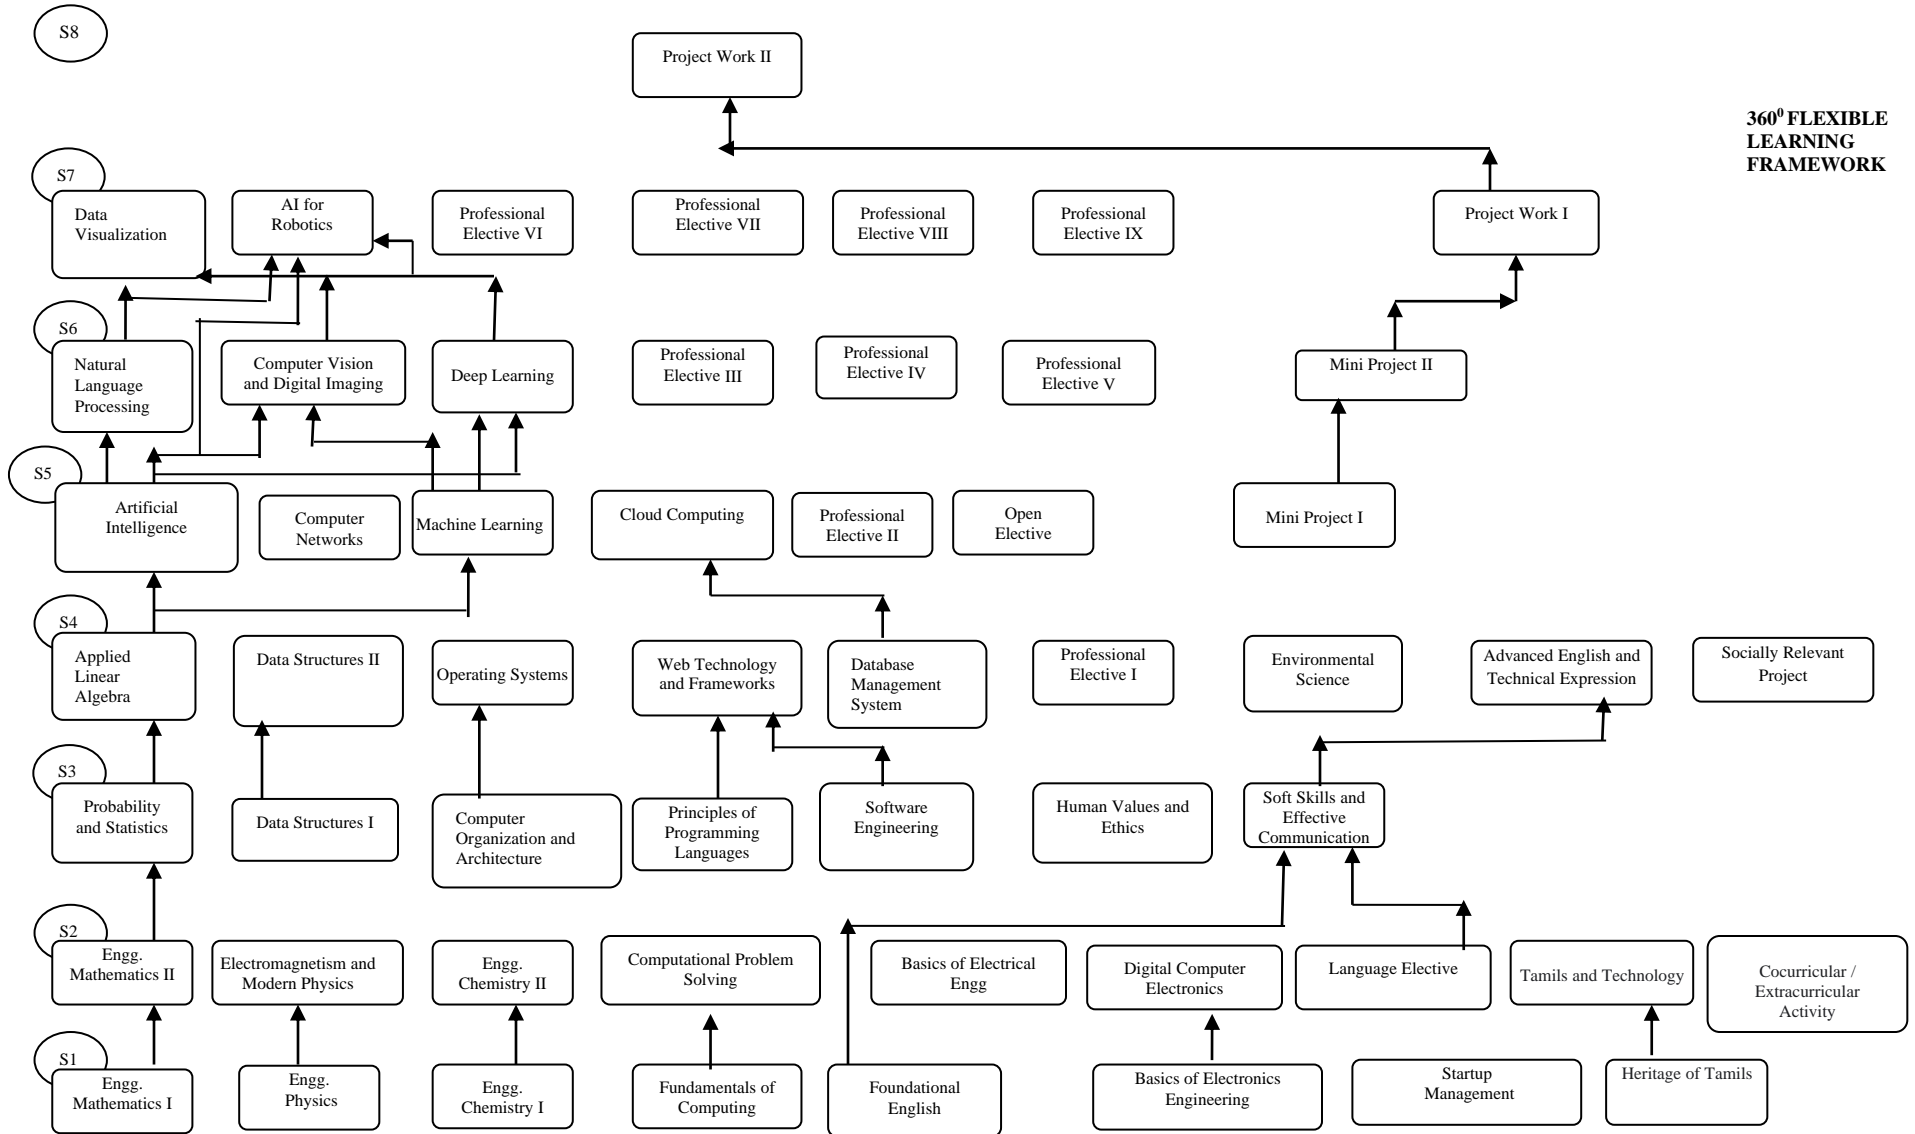 S8
Project Work II
360⁰ FLEXIBLE
LEARNING
FRAMEWORK
S7
Data
Visualization
AI for
Robotics
Professional
Elective VI
Professional
Elective VII
Professional
Elective VIII
Professional
Elective IX
Project Work I
S6
Natural
Language
Processing
Computer Vision
and Digital Imaging
Deep Learning
Professional
Elective III
Professional
Elective IV
Professional
Elective V
Mini Project II
S5
Artificial
Intelligence
Computer
Networks
Machine Learning
Cloud Computing
Professional
Elective II
Open
Elective
Mini Project I
S4
Applied
Linear
Algebra
Data Structures II
Operating Systems
Web Technology
and Frameworks
Database
Management
System
Professional
Elective I
Environmental
Science
Advanced English and
Technical Expression
Socially Relevant
Project
S3
Probability
and Statistics
Data Structures I
Computer
Organization and
Architecture
Principles of
Programming
Languages
Software
Engineering
Human Values and
Ethics
Soft Skills and
Effective
Communication
S2
Engg.
Mathematics II
Electromagnetism and
Modern Physics
Engg.
Chemistry II
Computational Problem
Solving
Basics of Electrical
Engg
Digital Computer
Electronics
Language Elective
Tamils and Technology
Cocurricular /
Extracurricular
Activity
S1
Engg.
Mathematics I
Engg.
Physics
Engg.
Chemistry I
Fundamentals of
Computing
Foundational
English
Basics of Electronics
Engineering
Startup
Management
Heritage of Tamils